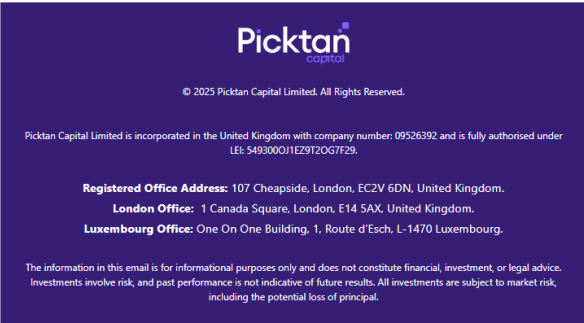 Picktan
capital
© 2025 Picktan Capital Limited. All Rights Reserved.
Picktan Capital Limited is incorporated in the United Kingdom with company number: 09526392 and is fully authorised under
LEI: 549300OJ1EZ9T2OG7F29.
Registered Office Address: 107 Cheapside, London, EC2V 6DN, United Kingdom.
London Office: 1 Canada Square, London, E14 5AX, United Kingdom.
Luxembourg Office: One On One Building, 1, Route d'Esch, L-1470 Luxembourg.
The information in this email is for informational purposes only and does not constitute financial, investment, or legal advice.
Investments involve risk, and past performance is not indicative of future results. All investments are subject to market risk,
including the potential loss of principal.